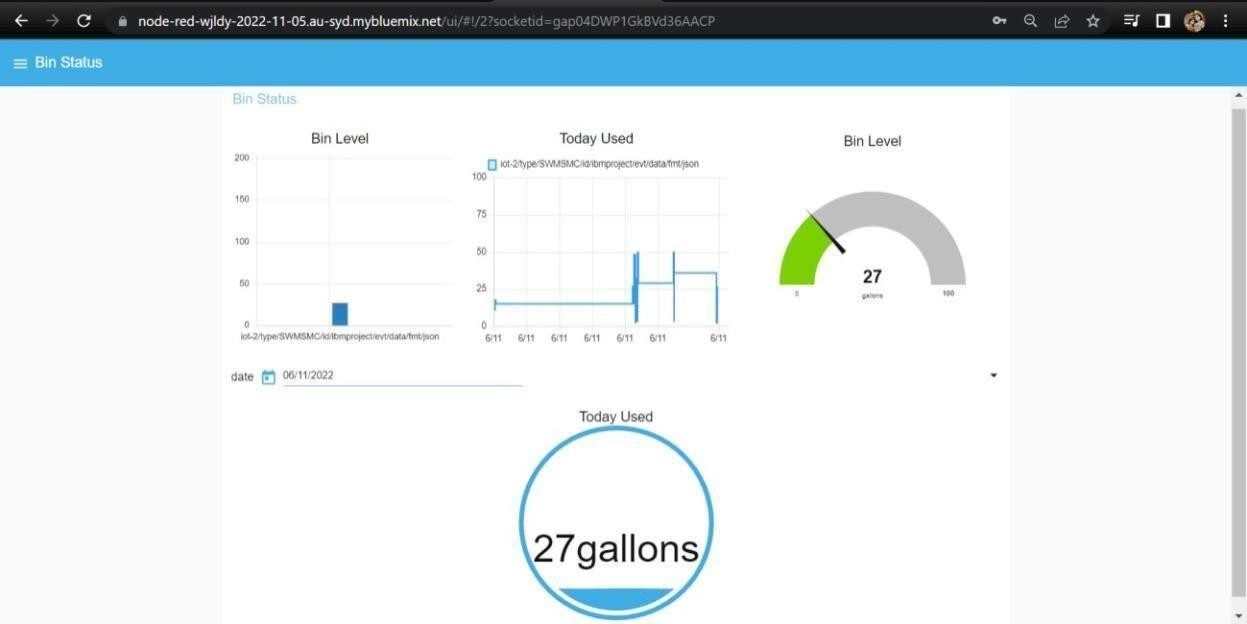 node-red-wjldy-2022-11-05.au-syd.mybluemix.net/ui/#!/2?socketid=gap04DWP1GkBVd36AACP
Bin Status
Bin Status
Bin Level
200
150
100
50
0
iot-2/type/SWMSMC/id/ibmproject/evt/data/fmt/json
Today Used
iot-2/type/SWMSMC/id/ibmproject/evt/data/fmt/json
100
75
50
25
0
6/11 6/11 6/11 6/11 6/11 6/11 6/11
Bin Level
27
galons
0 100
date 06/11/2022
Today Used
27gallons